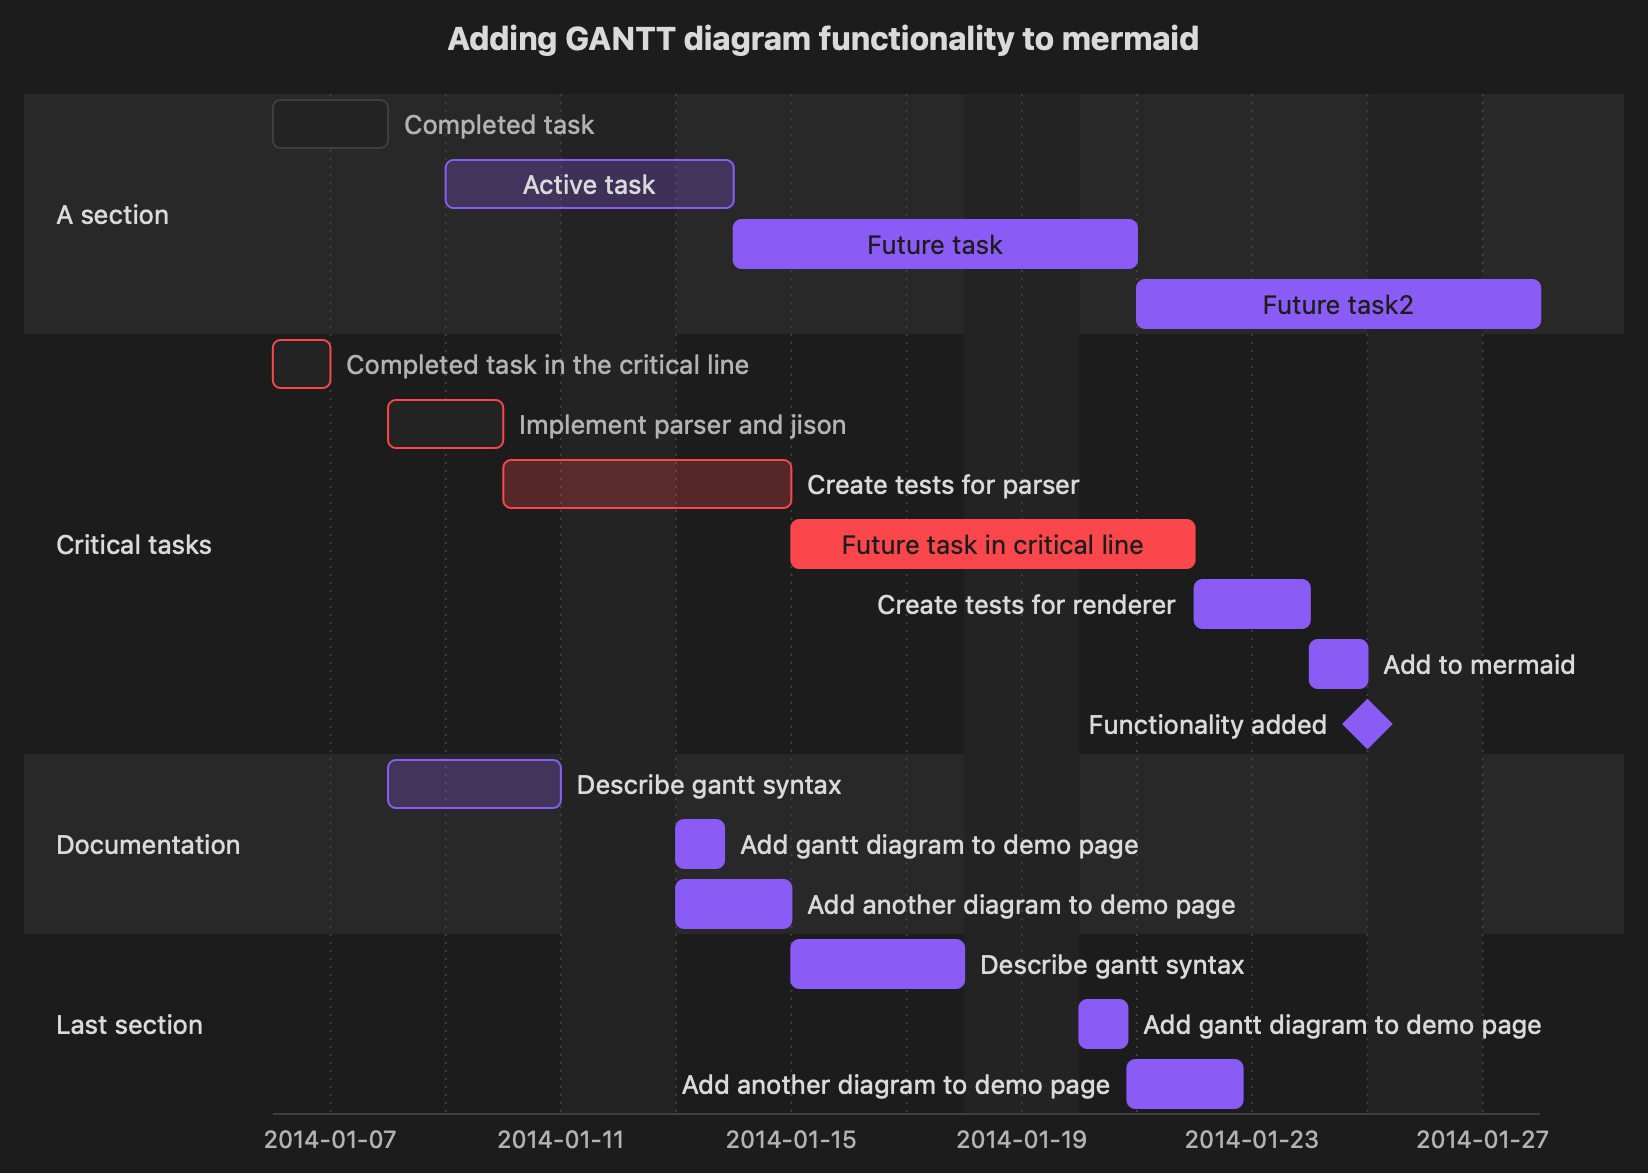 Adding GANTT diagram functionality to mermaid
A section
Completed task
Active task
Future task
Future task2
Critical tasks
Completed task in the critical line
Implement parser and jison
Create tests for parser
Future task in critical line
Create tests for renderer
Add to mermaid
Functionality added
Documentation
Describe gantt syntax
Add gantt diagram to demo page
Add another diagram to demo page
Last section
Describe gantt syntax
Add gantt diagram to demo page
Add another diagram to demo page
2014-01-07 2014-01-11 2014-01-15 2014-01-19 2014-01-23 2014-01-27